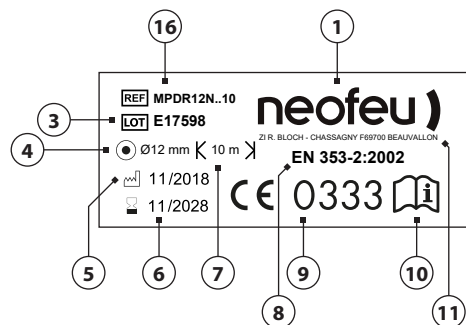 16
1
REF MPDR12N..10
neofeu
3
LOT E17598
ZI R. BLOCH - CHASSAGNY F69700 BEAUVALLON
4
Ø12 mm 10 m
EN 353-2:2002
11/2018
CE 0333
11/2028
5
6
7
8
9
10
11